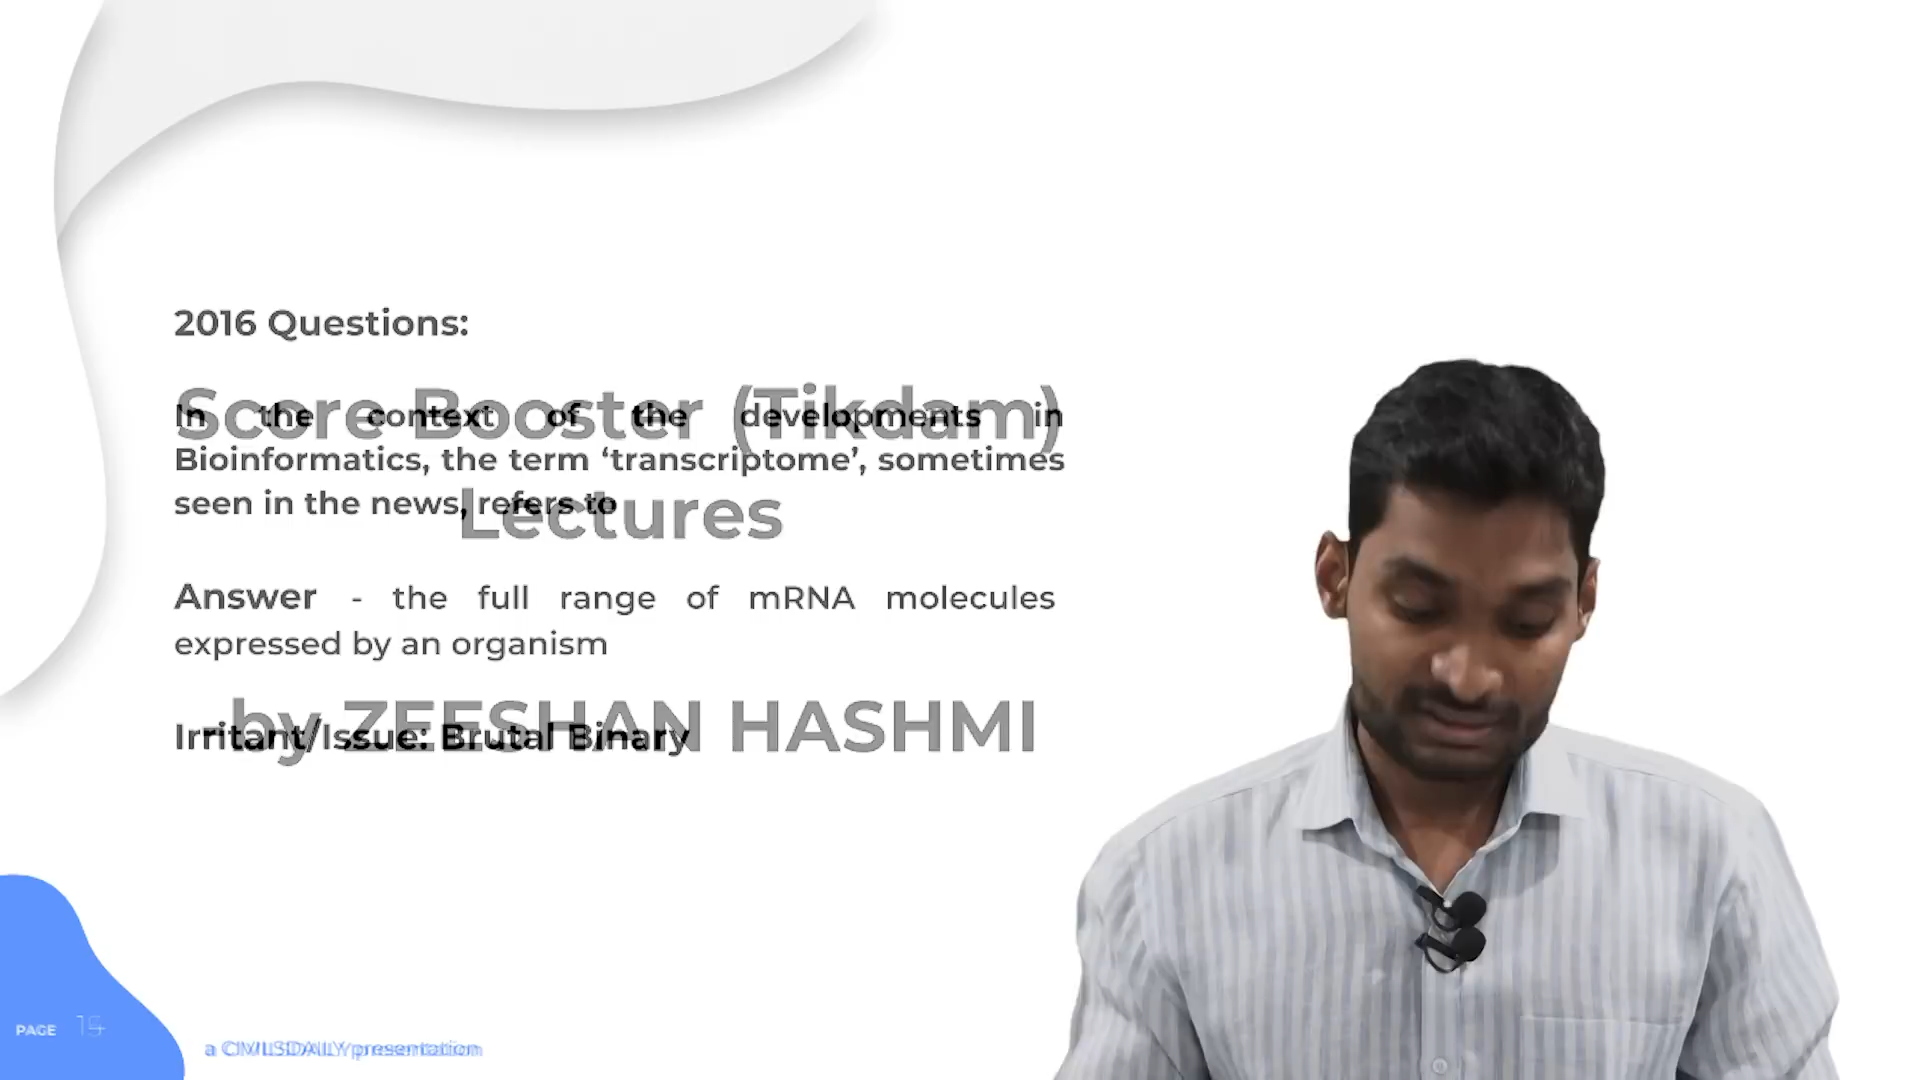 2016 Questions:
Score Booster (Tikdam)
In the context of the developments in
Bioinformatics, the term ‘transcriptome’, sometimes
seen in the news, refers to
Lectures
Answer - the full range of mRNA molecules
expressed by an organism
- by ZEESHAN HASHMI
Irritant/Issue: Brutal Binary
PAGE
a CIVILSDAILY presentation